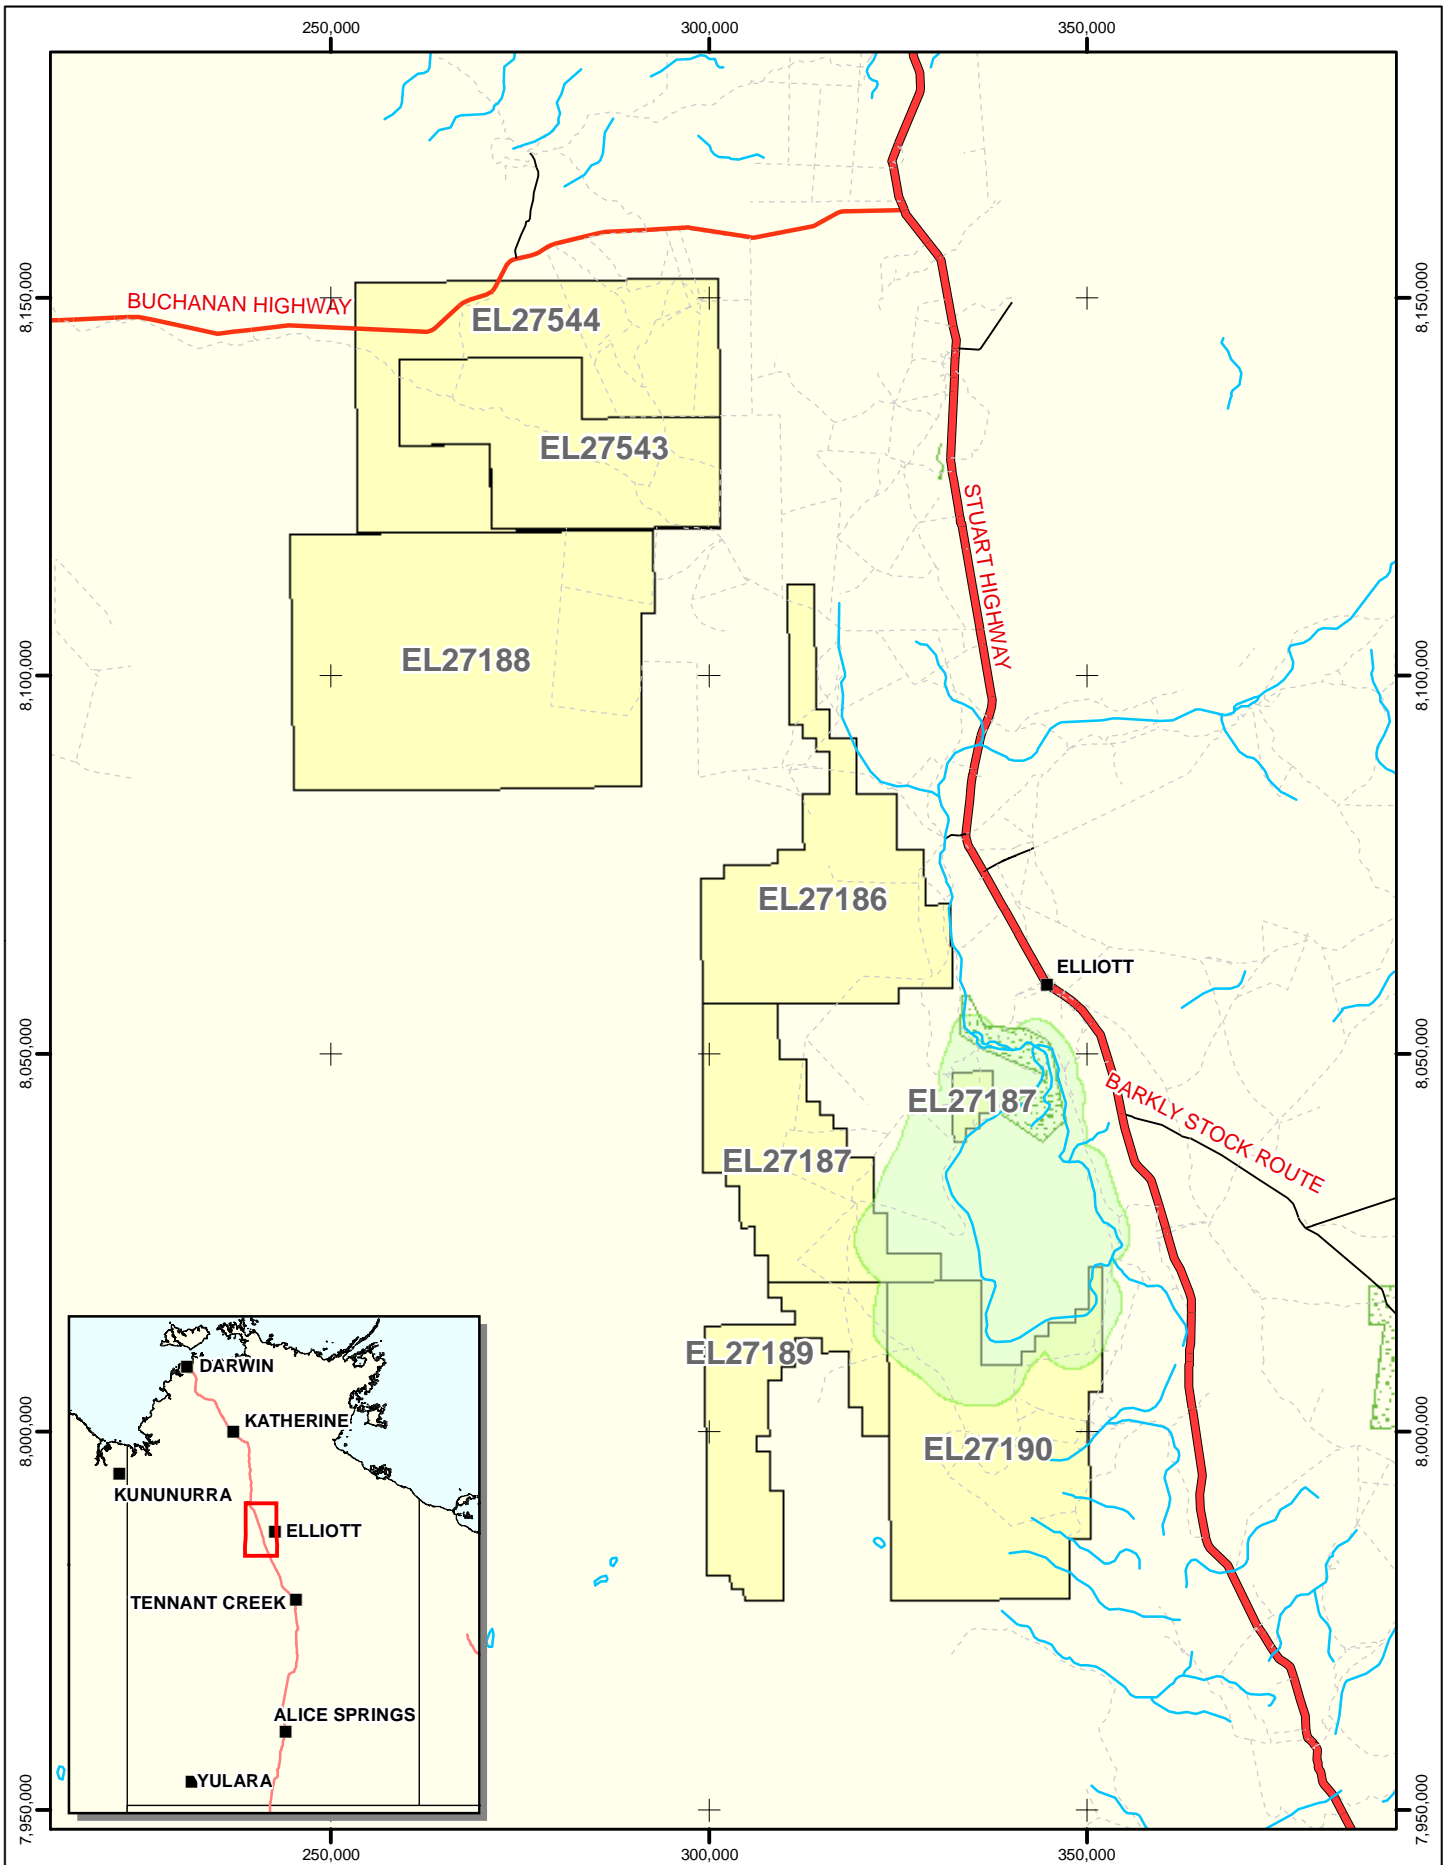 250,000
300,000
350,000
8,150,000
8,150,000
BUCHANAN HIGHWAY
EL27544
EL27543
STUART HIGHWAY
EL27188
8,100,000
8,100,000
EL27186
ELLIOTT
8,050,000
8,050,000
EL27187
BARKLY STOCK ROUTE
EL27187
EL27189
EL27190
8,000,000
8,000,000
DARWIN
KATHERINE
KUNUNURRA
ELLIOTT
TENNANT CREEK
ALICE SPRINGS
YULARA
7,950,000
7,950,000
250,000
300,000
350,000